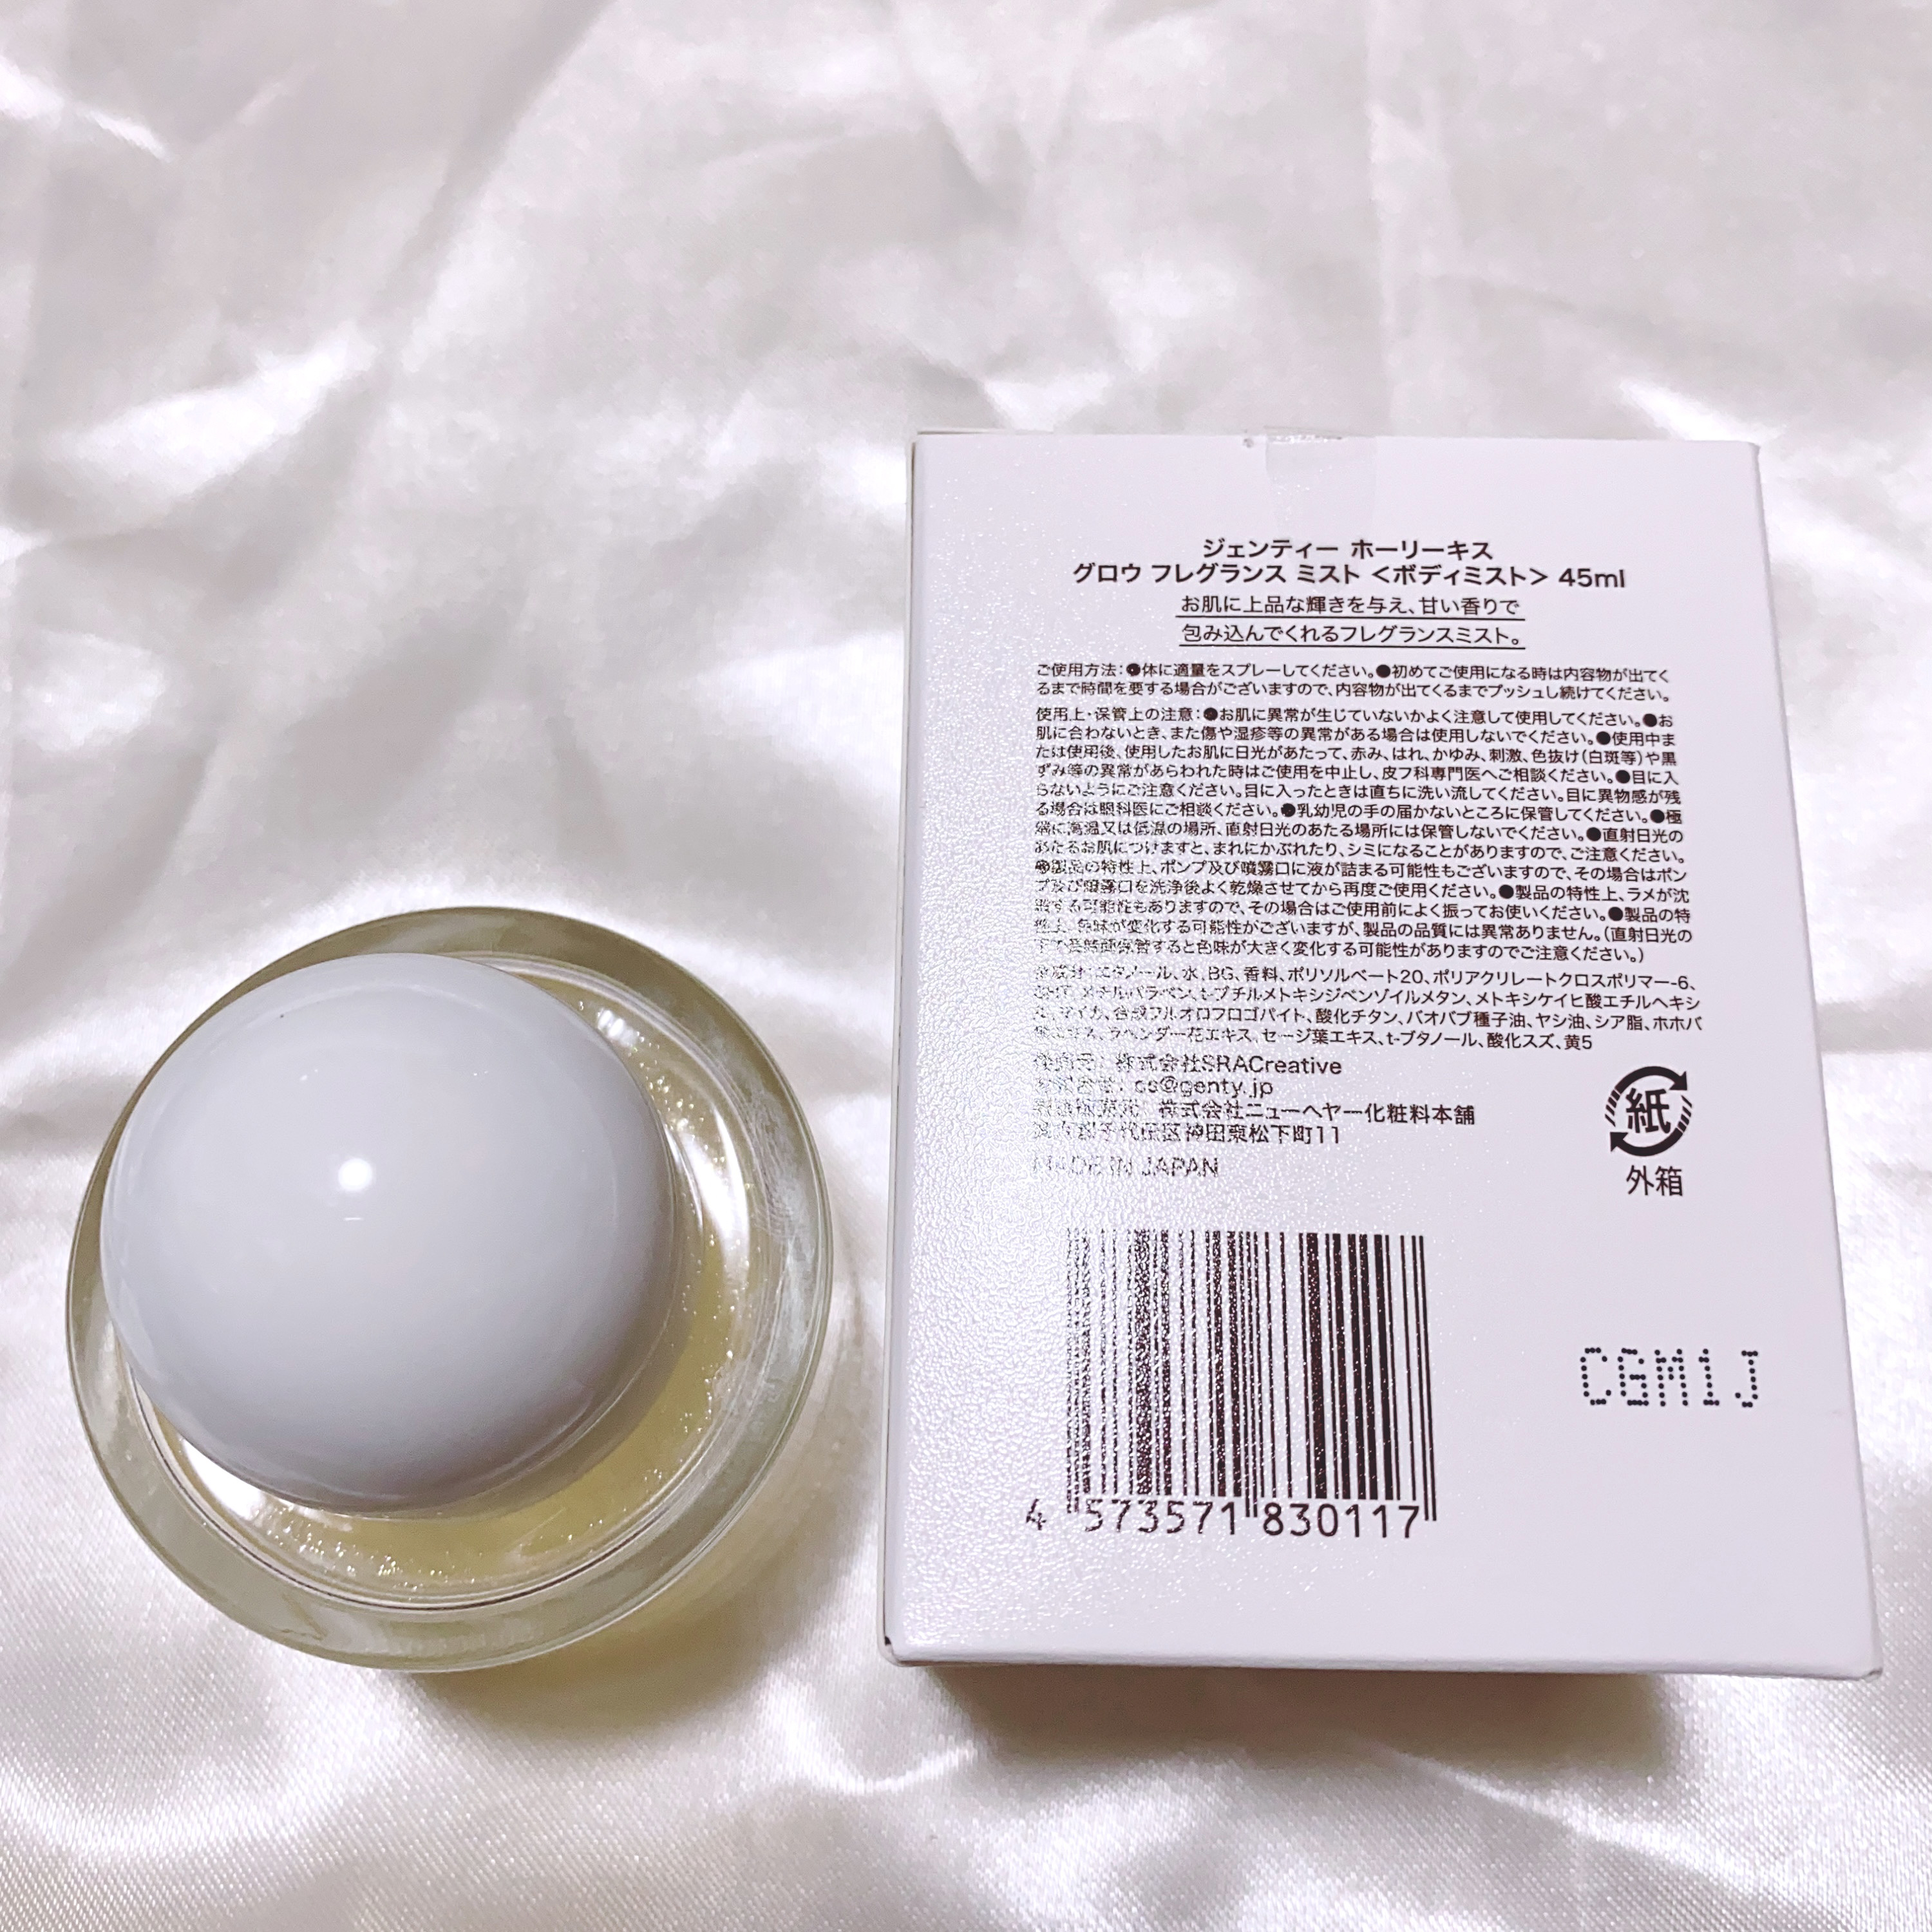 ジェンティー ホーリーキス
グロウ フレグランス ミスト <ボディミスト> 45ml
お肌に上品な輝きを与え、甘い香りで
包み込んでくれるフレグランスミスト。
ご使用方法：●体に適量をスプレーしてください。●初めてご使用になる時は内容物が出てく
るまで時間を要する場合がございますので、内容物が出てくるまでプッシュし続けてください。
使用上・保管上の注意：●お肌に異常が生じていないかよく注意して使用してください。●お
肌に合わないとき、また傷や湿疹等の異常がある場合は使用しないでください。●使用中ま
たは使用後、使用したお肌に日光があたって、赤み、はれ、かゆみ、刺激、色抜け(白斑等)や黒
ずみ等の異常があらわれた時はご使用を中止し、皮フ科専門医へご相談ください。●目に入
らないようにご注意ください。目に入ったときは直ちに洗い流してください。目に異物感が残
る場合は眼科医にご相談ください。●乳幼児の手の届かないところに保管してください。●極
端に高温又は低温の場所、直射日光のあたる場所には保管しないでください。●直射日光の
あたるお肌につけますと、まれにかぶれたり、シミになることがありますので、ご注意ください。
●製品の特性上、ポンプ及び噴霧口に液が詰まる可能性もございますので、その場合はポン
プ及び噴霧口を洗浄後よく乾燥させてから再度ご使用ください。●製品の特性上、ラメが沈
殿する可能性もありますので、その場合はご使用前によく振ってお使いください。●製品の特
性上、色味が変化する可能性がございますが、製品の品質には異常ありません。(直射日光の
下で長時間保管すると色味が大きく変化する可能性がありますのでご注意ください。)
全成分：エタノール、水、BG、香料、ポリソルベート20、ポリアクリレートクロスポリマー-6、
BHT、メチルパラベン、t-ブチルメトキシジベンゾイルメタン、メトキシケイヒ酸エチルヘキシ
ル、マイカ、合成フルオロフロゴパイト、酸化チタン、バオバブ種子油、ヤシ油、シア脂、ホホバ
エキス、ラベンダー花エキス、セージ葉エキス、t-ブタノール、酸化スズ、黄5
株式会社SRACreative
cs@genty.jp
製造販売元 株式会社ニューヘヤー化粧料本舗
東京都千代田区神田東松下町11
MADE IN JAPAN
紙
外箱
CGM1J
4 573571 830117